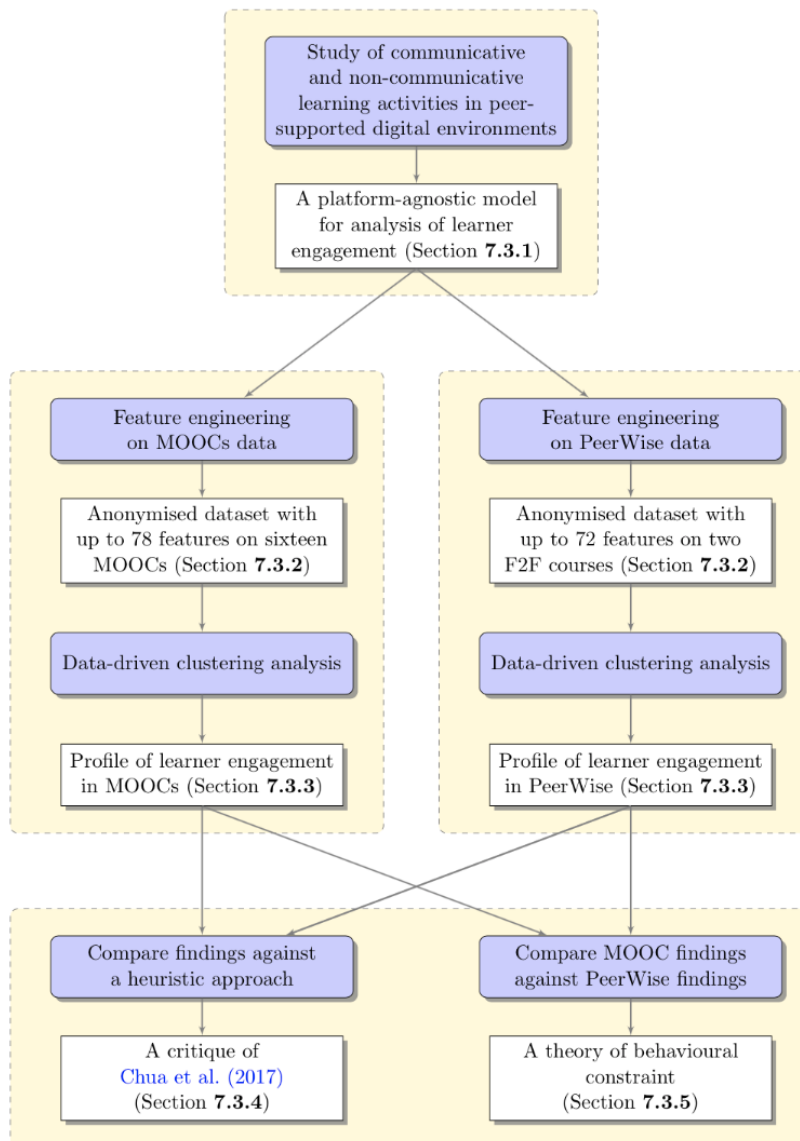 Study of communicative
and non-communicative
learning activities in peer-
supported digital environments
A platform-agnostic model
for analysis of learner
engagement (Section 7.3.1)
Feature engineering
on MOOCs data
Anonymised dataset with
up to 78 features on sixteen
MOOCs (Section 7.3.2)
Data-driven clustering analysis
Profile of learner engagement
in MOOCs (Section 7.3.3)
Feature engineering
on PeerWise data
Anonymised dataset with
up to 72 features on two
F2F courses (Section 7.3.2)
Data-driven clustering analysis
Profile of learner engagement
in PeerWise (Section 7.3.3)
Compare findings against
a heuristic approach
A critique of
Chua et al. (2017)
(Section 7.3.4)
Compare MOOC findings
against PeerWise findings
A theory of behavioural
constraint
(Section 7.3.5)